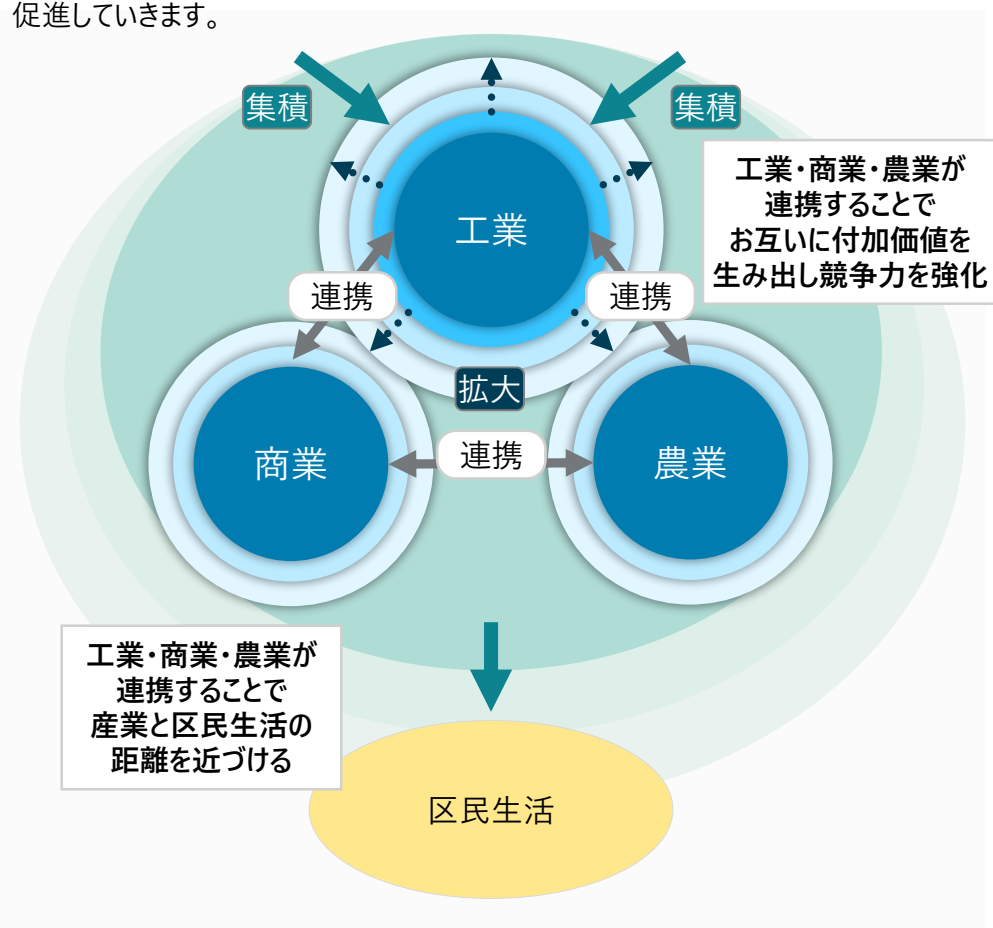 促進していきます。
集積
集積
工業・商業・農業が
連携することで
お互いに付加価値を
生み出し競争力を強化
工業
連携
連携
拡大
商業
連携
農業
工業・商業・農業が
連携することで
産業と区民生活の
距離を近づける
区民生活